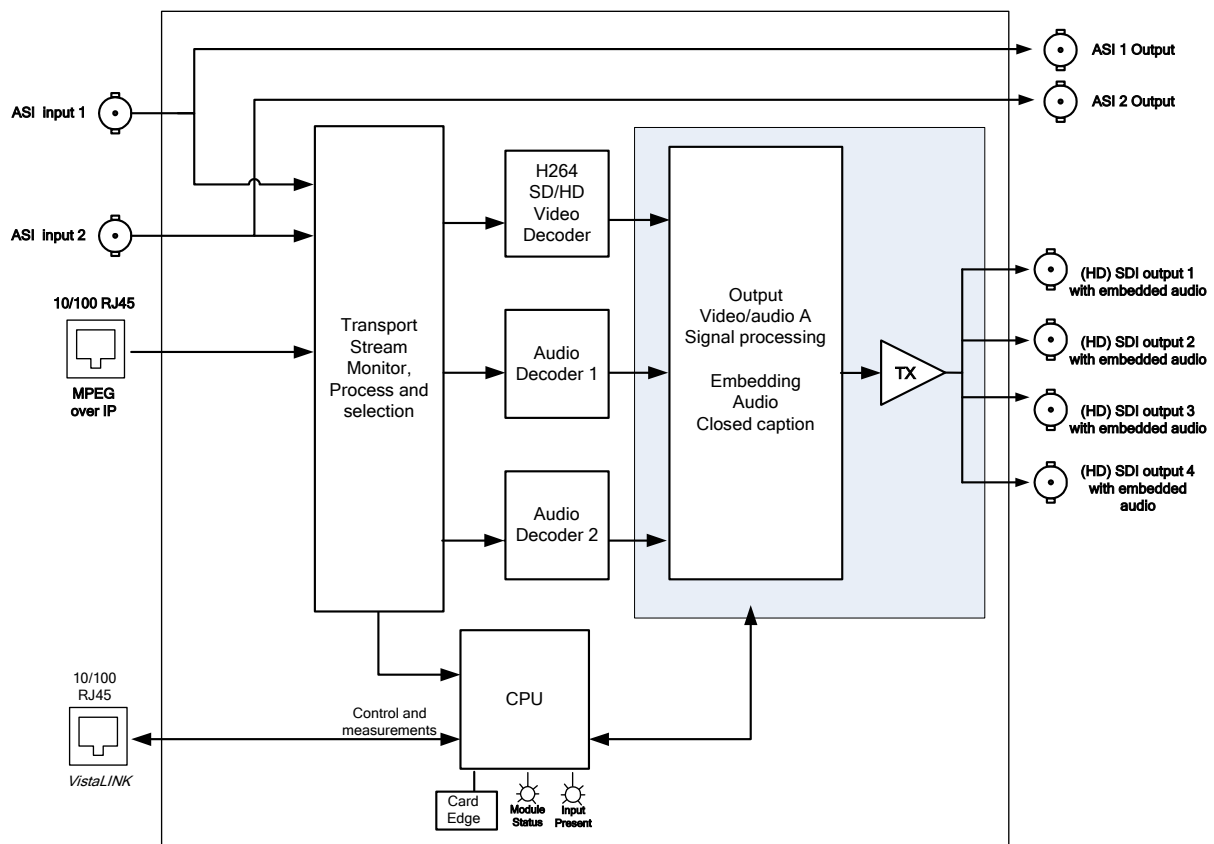 ASI 1 Output
ASI 2 Output
ASI input 1
ASI input 2
10/100 RJ45
MPEG
over IP
Transport
Stream
Monitor,
Process and
selection
H264
SD/HD
Video
Decoder
Audio
Decoder 1
Audio
Decoder 2
Output
Video/audio A
Signal processing
Embedding
Audio
Closed caption
TX
(HD) SDI output 1
with embedded audio
(HD) SDI output 2
with embedded audio
(HD) SDI output 3
with embedded audio
(HD) SDI output 4
with embedded
audio
10/100
RJ45
VistaLINK
Control and
measurements
CPU
Card
Edge
Module
Status
Input
Present